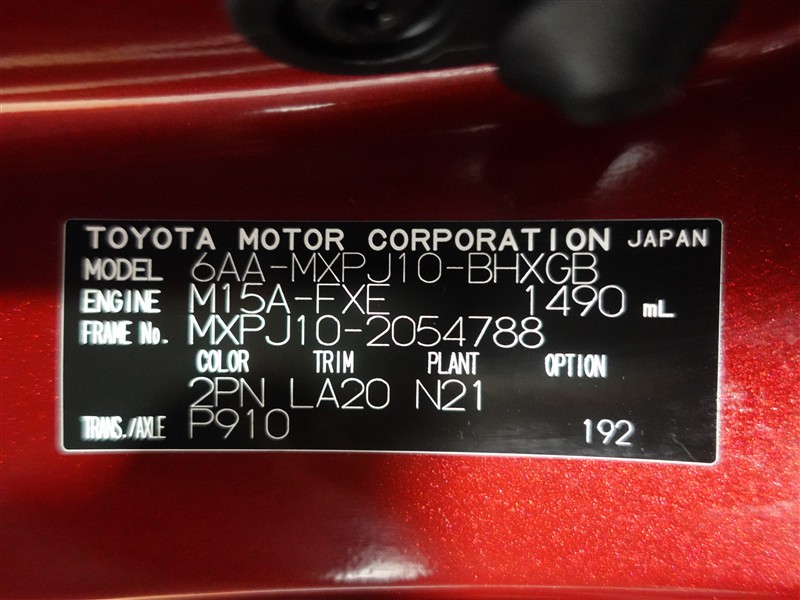 TOYOTA MOTOR CORPORATION JAPAN
MODEL 6AA-MXPJ10-BHXGB
ENGINE M15A-FXE 1490 mL
FRAME No. MXPJ10-2054788
COLOR TRIM PLANT OPTION
2PN LA20 N21
TRANS./AXLE P910 192